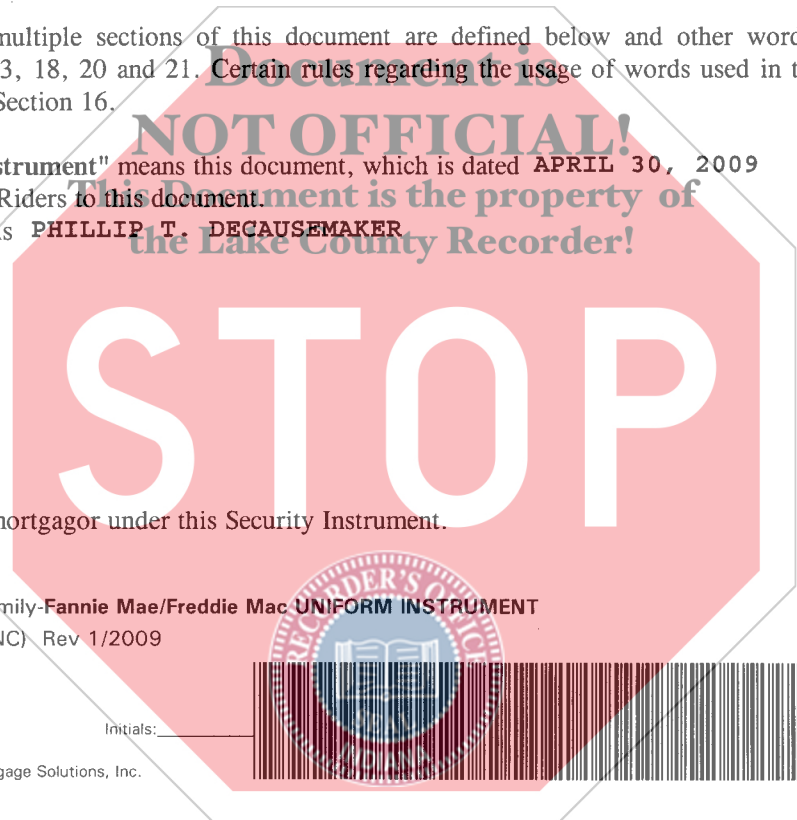 multiple sections of this document are defined below and other word
3, 18, 20 and 21. Certain rules regarding the usage of words used in t
Section 16.
Document is
NOT OFFICIAL!
This Document is the property of
the Lake County Recorder!
strument" means this document, which is dated APRIL 30, 2009
Riders to this document.
s PHILLIP T. DECAUSEMAKER
STOP
nortgagor under this Security Instrument.
mily-Fannie Mae/Freddie Mac UNIFORM INSTRUMENT
NC) Rev 1/2009
RECORDER'S OFFICE
SEAL
INDIANA
Initials:
gage Solutions, Inc.